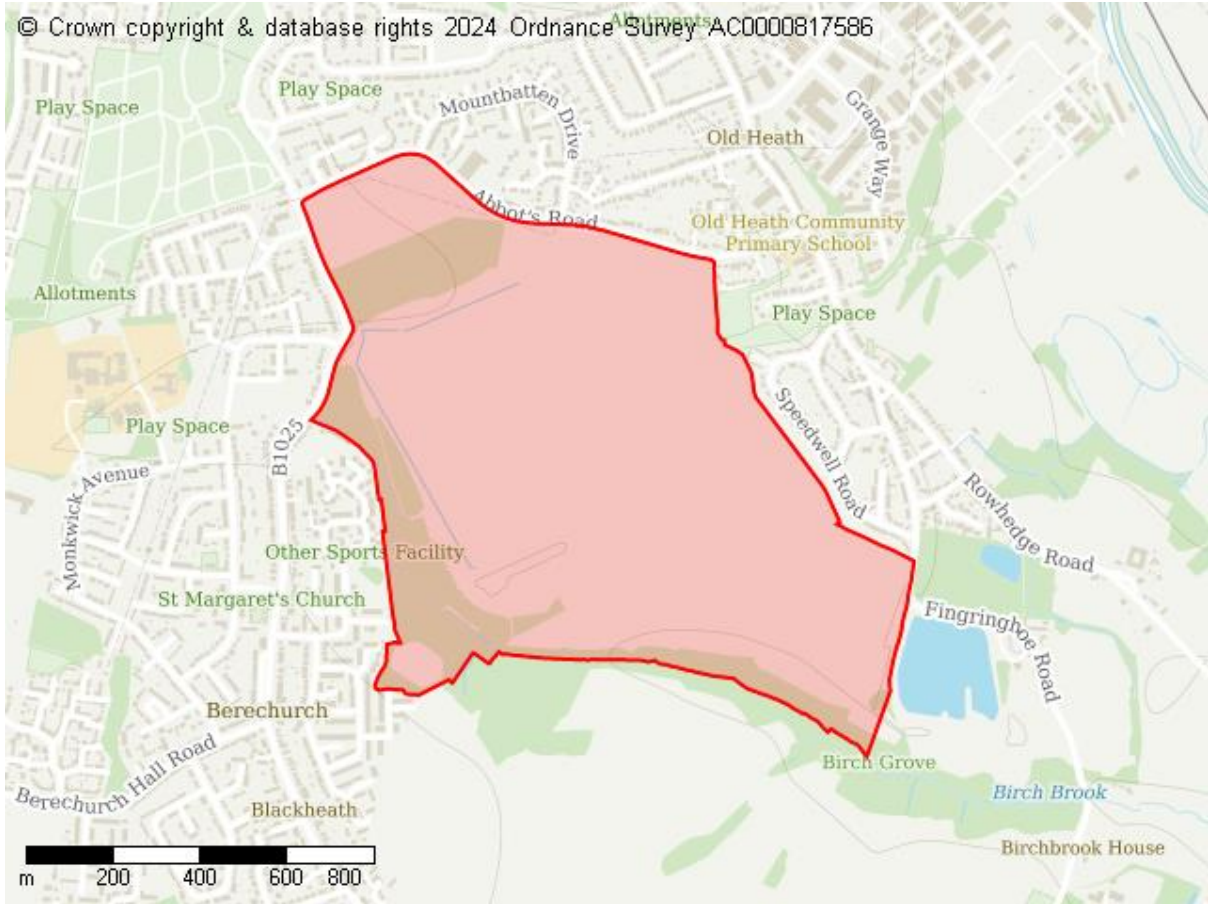 © Crown copyright & database rights 2024 Ordnance Survey AC0000817586
Allotments
Play Space
Play Space
Mountbatten Drive
Grange Way
Old Heath
Abbot's Road
Old Heath Community
Primary School
Allotments
Play Space
Play Space
B1025
Monkwick Avenue
Speedwell Road
Rowhedge Road
Other Sports Facility
St Margaret's Church
Fingringhoe Road
Berechurch
Berechurch Hall Road
Birch Grove
Blackheath
Birch Brook
Birchbrook House
m 200 400 600 800